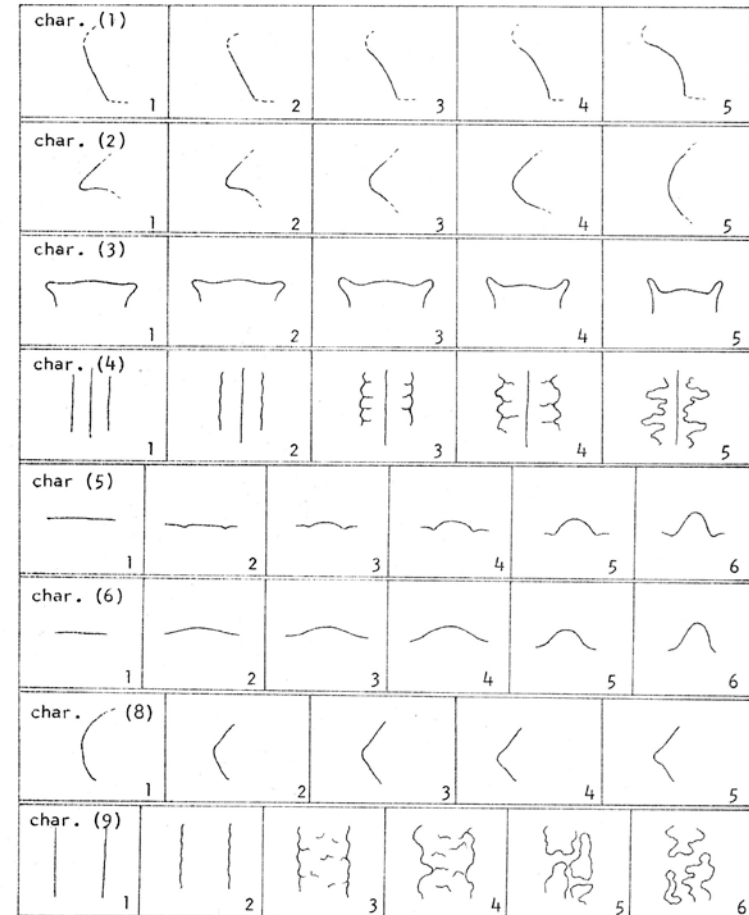 char. (1)
1 2 3 4 5
char. (2)
1 2 3 4 5
char. (3)
1 2 3 4 5
char. (4)
1 2 3 4 5
char (5)
1 2 3 4 5 6
char. (6)
1 2 3 4 5 6
char. (8)
1 2 3 4 5
char. (9)
1 2 3 4 5 6